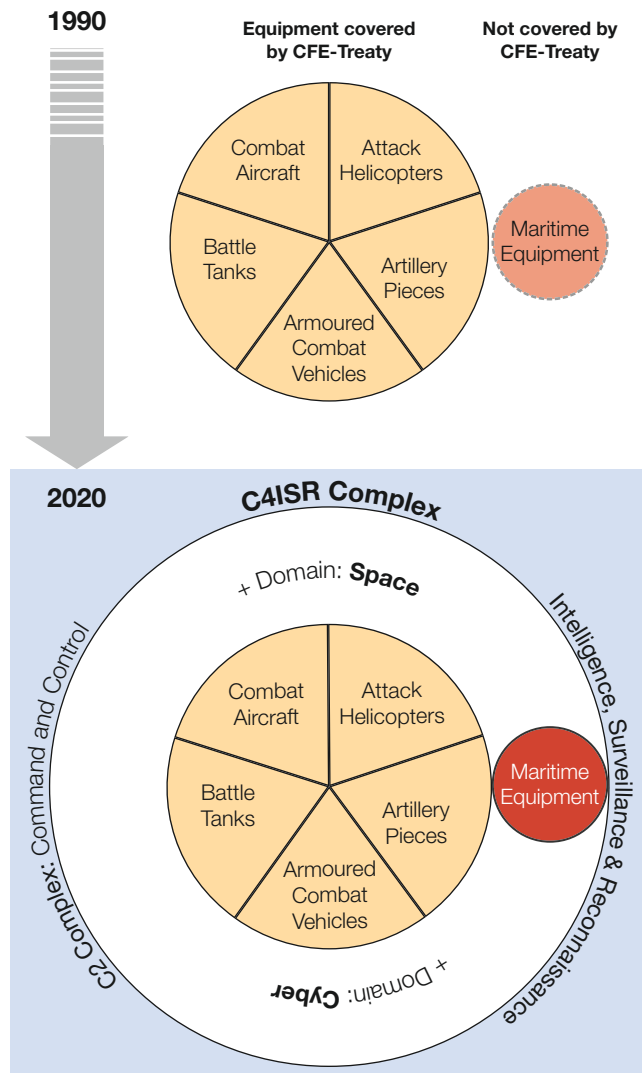 1990
Equipment covered
by CFE-Treaty
Not covered by
CFE-Treaty
Combat
Aircraft
Attack
Helicopters
Battle
Tanks
Artillery
Pieces
Armoured
Combat
Vehicles
Maritime
Equipment
2020
C4ISR Complex
+ Domain: Space
C2 Complex: Command and Control
Intelligence, Surveillance & Reconnaissance
Combat
Aircraft
Attack
Helicopters
Battle
Tanks
Artillery
Pieces
Armoured
Combat
Vehicles
Maritime
Equipment
+ Domain: Cyber